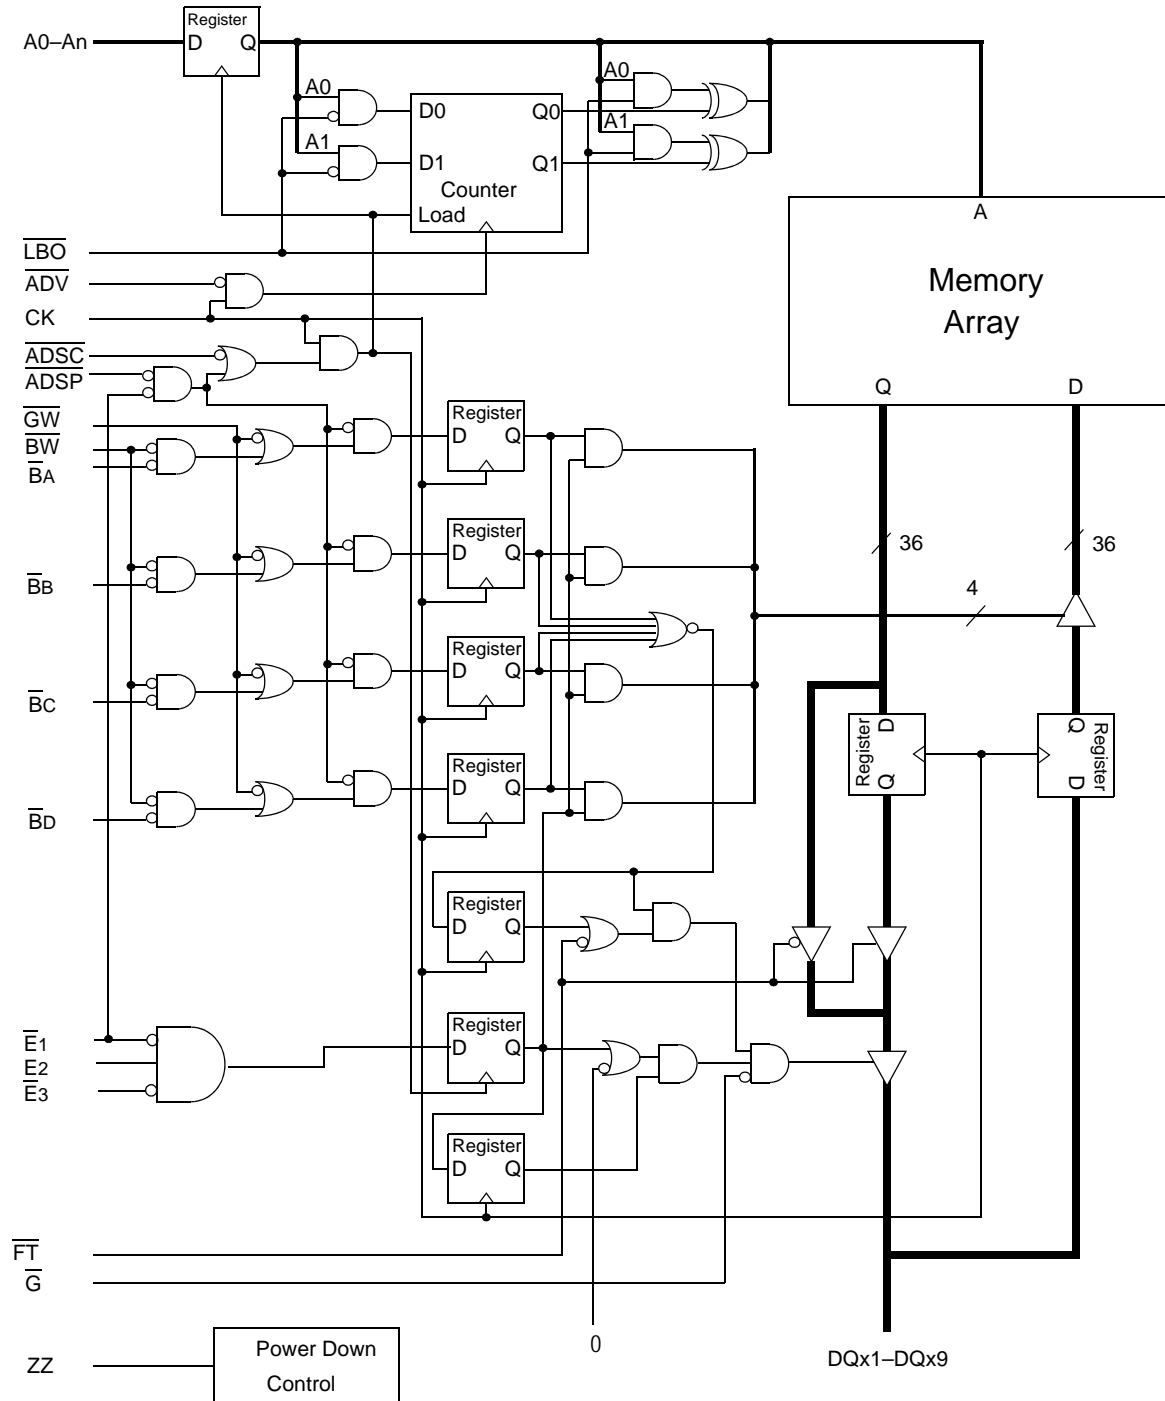 Register
A0–An
D Q
A0
A0
D0 Q0
A1
A1
D1 Q1
Counter
Load
A
LBO
ADV
Memory
Array
CK
ADSC
ADSP
Q D
GW
Register
BW
D Q
BA
Register
36 36
D Q
BB
4
Register
D Q
BC
Register D Q
Q D Register
Register
D Q
BD
Register
D Q
Register
E1
D Q
E2
E3
Register
D Q
FT
G
0
Power Down
Control
ZZ
DQx1–DQx9